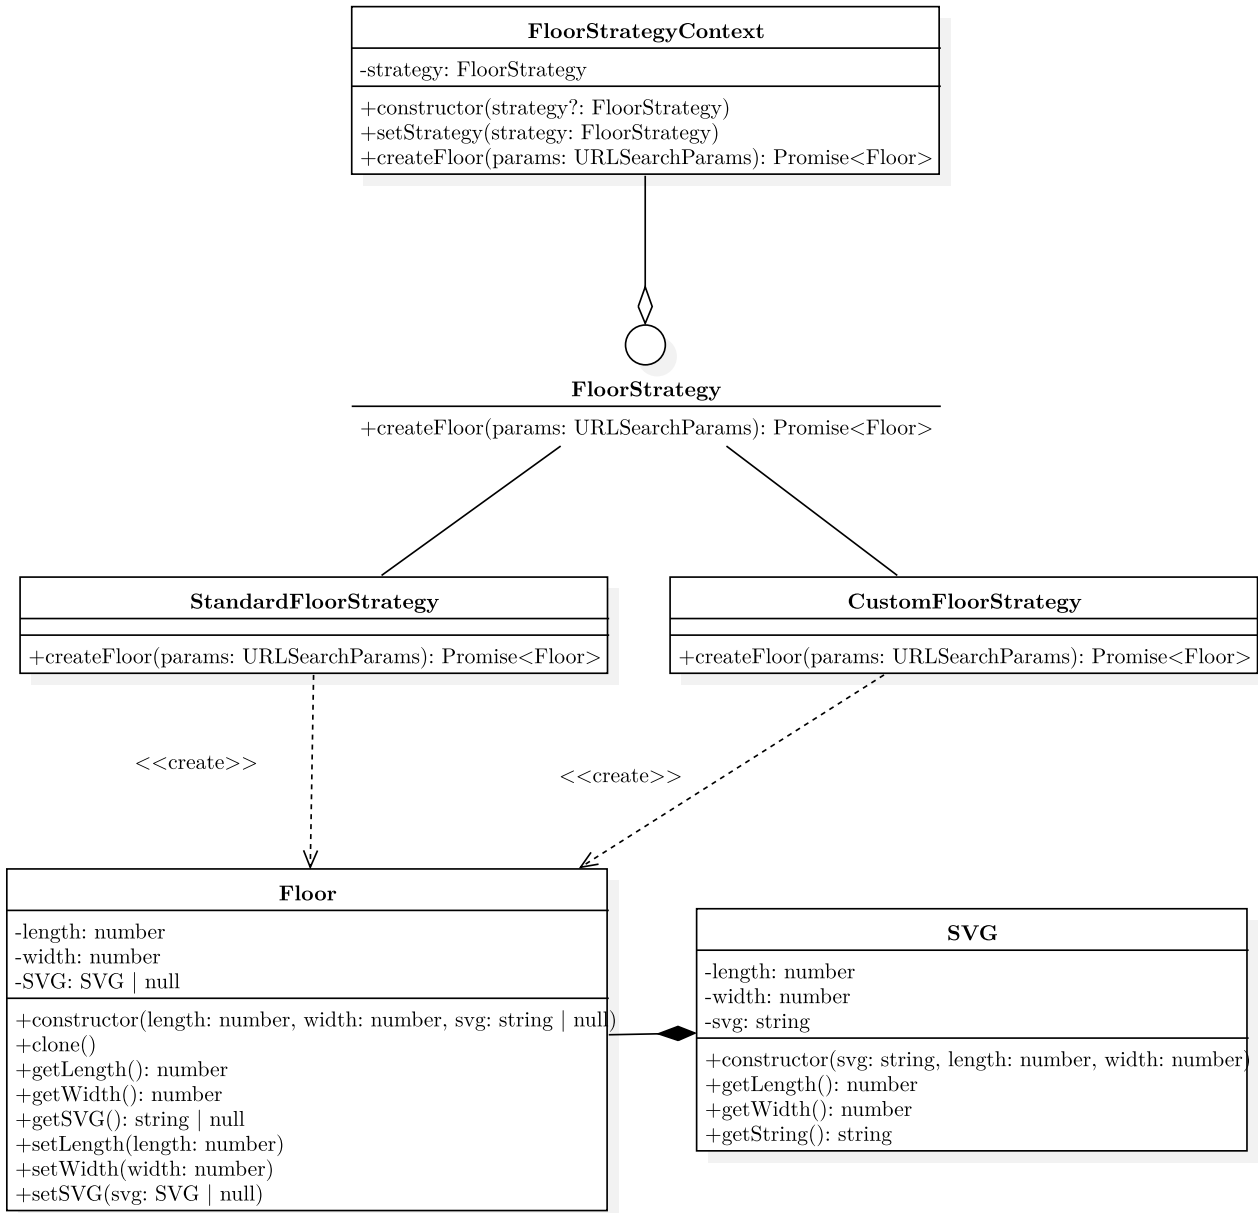 FloorStrategyContext
-strategy: FloorStrategy
+constructor(strategy?: FloorStrategy)
+setStrategy(strategy: FloorStrategy)
+createFloor(params: URLSearchParams): Promise<Floor>
FloorStrategy
+createFloor(params: URLSearchParams): Promise<Floor>
StandardFloorStrategy
+createFloor(params: URLSearchParams): Promise<Floor>
CustomFloorStrategy
+createFloor(params: URLSearchParams): Promise<Floor>
<<create>>
<<create>>
Floor
-length: number
-width: number
-SVG: SVG | null
+constructor(length: number, width: number, svg: string | null)
+clone()
+getLength(): number
+getWidth(): number
+getSVG(): string | null
+setLength(length: number)
+setWidth(width: number)
+setSVG(svg: SVG | null)
SVG
-length: number
-width: number
-svg: string
+constructor(svg: string, length: number, width: number)
+getLength(): number
+getWidth(): number
+getString(): string